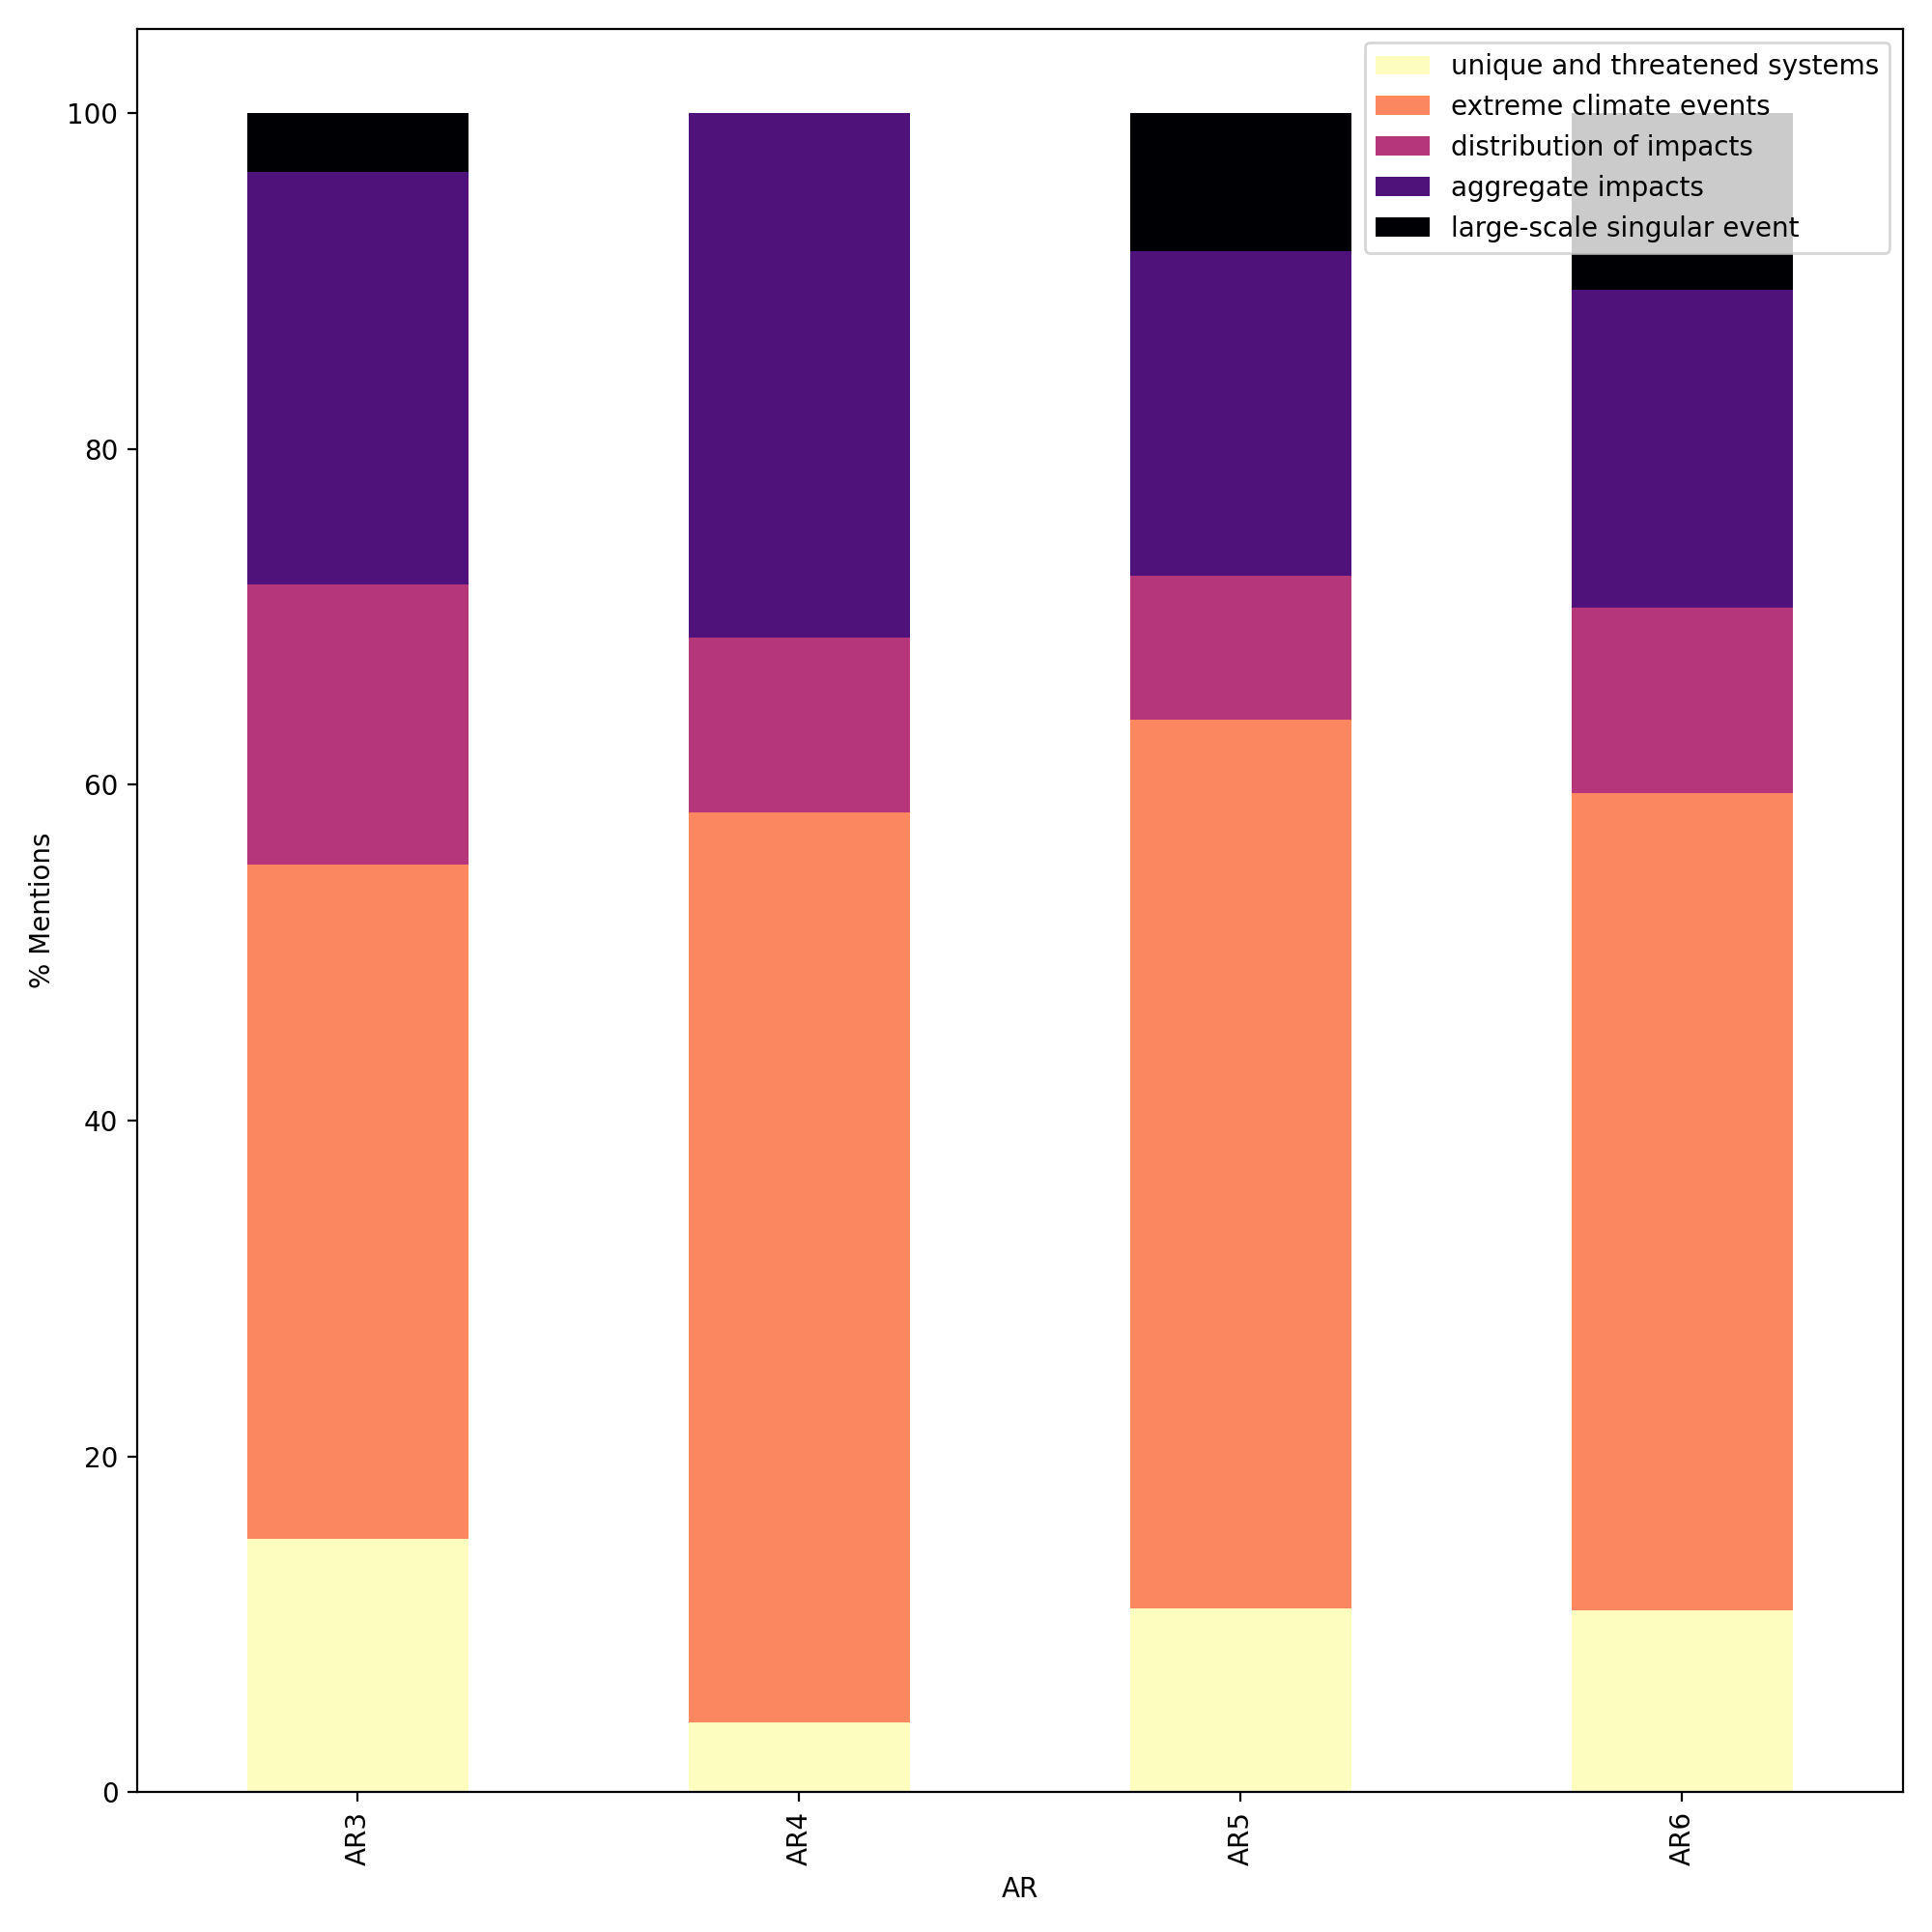 unique and threatened systems
extreme climate events
distribution of impacts
aggregate impacts
large-scale singular event
100
80
60
40
20
0
% Mentions
AR3
AR4
AR5
AR6
AR